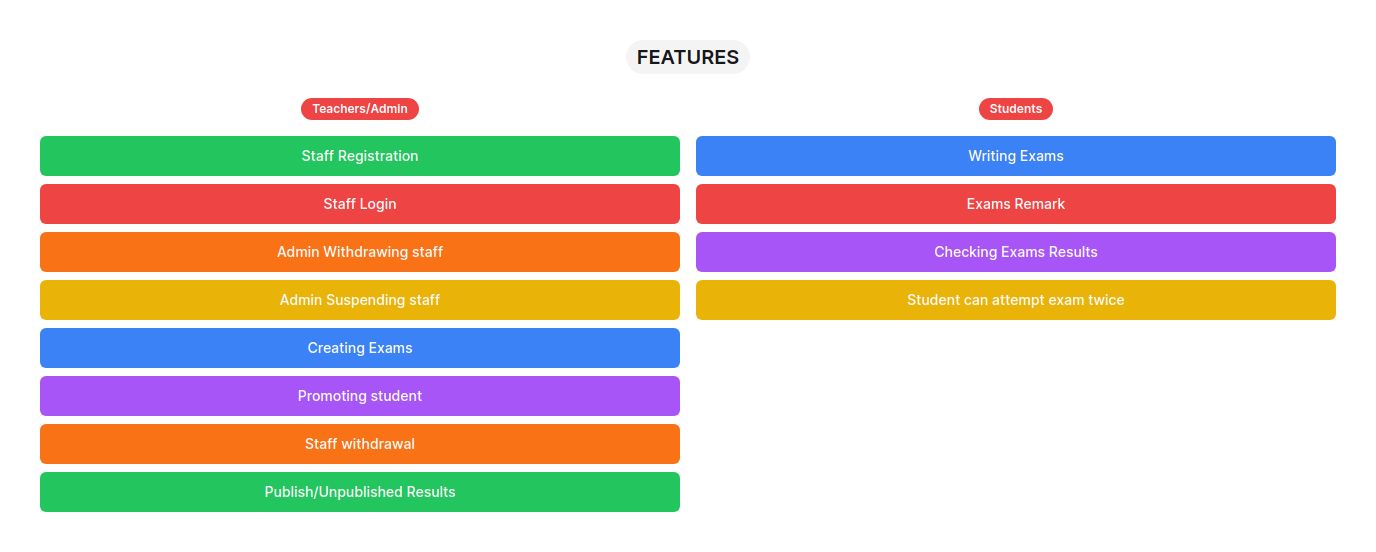 FEATURES
Teachers/Admin
Staff Registration
Staff Login
Admin Withdrawing staff
Admin Suspending staff
Creating Exams
Promoting student
Staff withdrawal
Publish/Unpublished Results
Students
Writing Exams
Exams Remark
Checking Exams Results
Student can attempt exam twice